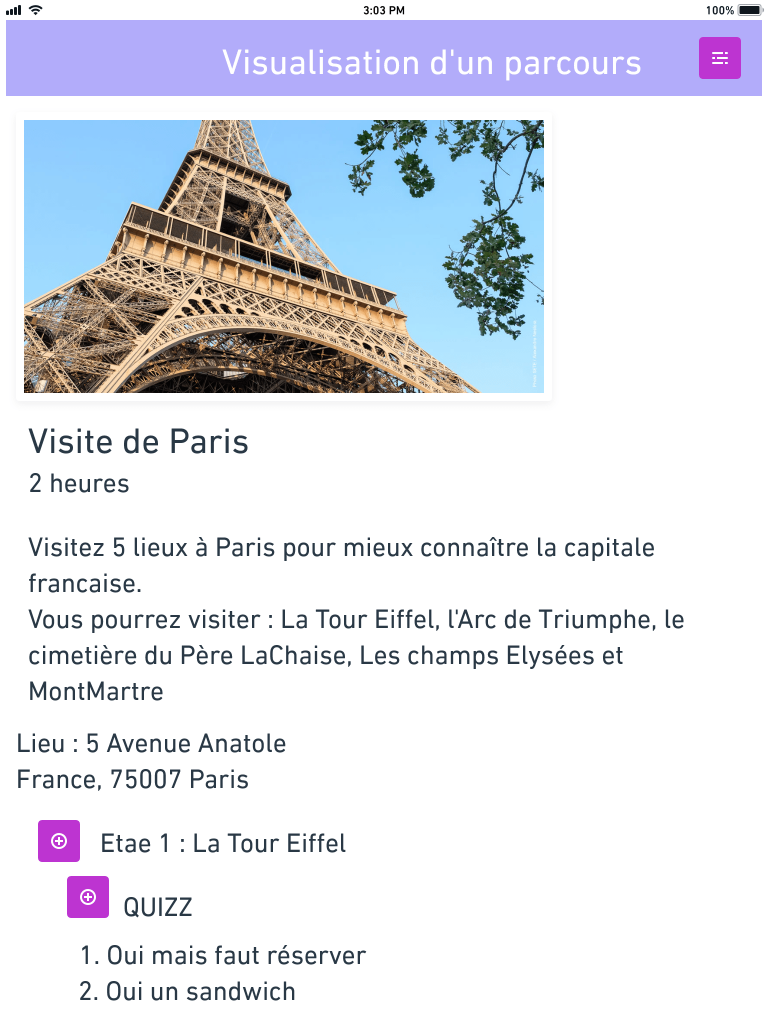 3:03 PM
100%
Visualisation d'un parcours
Visite de Paris
2 heures
Visitez 5 lieux à Paris pour mieux connaître la capitale
francaise.
Vous pourrez visiter : La Tour Eiffel, l'Arc de Triumphe, le
cimetière du Père LaChaise, Les champs Elysées et
MontMartre
Lieu : 5 Avenue Anatole
France, 75007 Paris
Etae 1 : La Tour Eiffel
QUIZZ
1. Oui mais faut réserver
2. Oui un sandwich